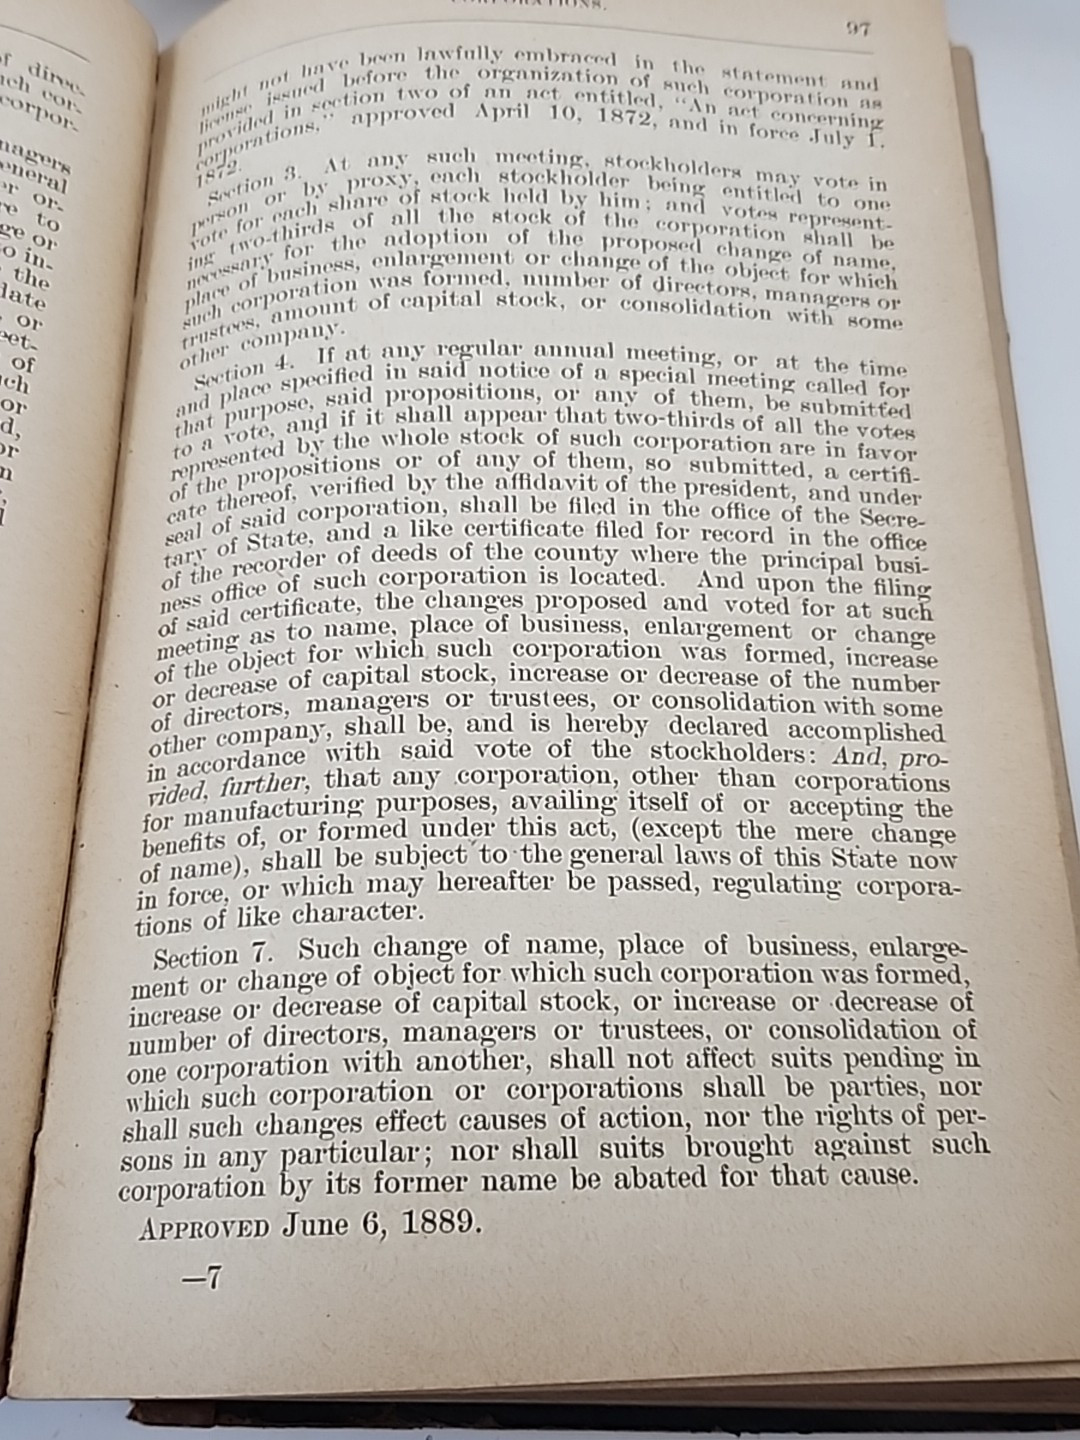 CORPORATIONS.
97
f direc-
ich cor-
corpor-
nagers
eneral
or-
re to
ge or
o in-
the
late
or
eet-
of
ich
or
d,
or
n
might not have been lawfully embraced in the statement and
license issued before the organization of such corporation as
provided in section two of an act entitled, "An act concerning
corporations," approved April 10, 1872, and in force July 1.
1872.
Section 3. At any such meeting, stockholders may vote in
person or by proxy, each stockholder being entitled to one
vote for each share of stock held by him; and votes represent-
ing two-thirds of all the stock of the corporation shall be
necessary for the adoption of the proposed change of name,
place of business, enlargement or change of the object for which
such corporation was formed, number of directors, managers or
trustees, amount of capital stock, or consolidation with some
other company.
Section 4. If at any regular annual meeting, or at the time
and place specified in said notice of a special meeting called for
that purpose, said propositions, or any of them, be submitted
to a vote, and if it shall appear that two-thirds of all the votes
represented by the whole stock of such corporation are in favor
of the propositions or of any of them, so submitted, a certifi-
cate thereof, verified by the affidavit of the president, and under
seal of said corporation, shall be filed in the office of the Secre-
tary of State, and a like certificate filed for record in the office
of the recorder of deeds of the county where the principal busi-
ness office of such corporation is located. And upon the filing
of said certificate, the changes proposed and voted for at such
meeting as to name, place of business, enlargement or change
of the object for which such corporation was formed, increase
or decrease of capital stock, increase or decrease of the number
of directors, managers or trustees, or consolidation with some
other company, shall be, and is hereby declared accomplished
in accordance with said vote of the stockholders: And, pro-
vided, further, that any corporation, other than corporations
for manufacturing purposes, availing itself of or accepting the
benefits of, or formed under this act, (except the mere change
of name), shall be subject to the general laws of this State now
in force, or which may hereafter be passed, regulating corpora-
tions of like character.
Section 7. Such change of name, place of business, enlarge-
ment or change of object for which such corporation was formed,
increase or decrease of capital stock, or increase or decrease of
number of directors, managers or trustees, or consolidation of
one corporation with another, shall not affect suits pending in
which such corporation or corporations shall be parties, nor
shall such changes effect causes of action, nor the rights of per-
sons in any particular; nor shall suits brought against such
corporation by its former name be abated for that cause.
APPROVED June 6, 1889.
—7